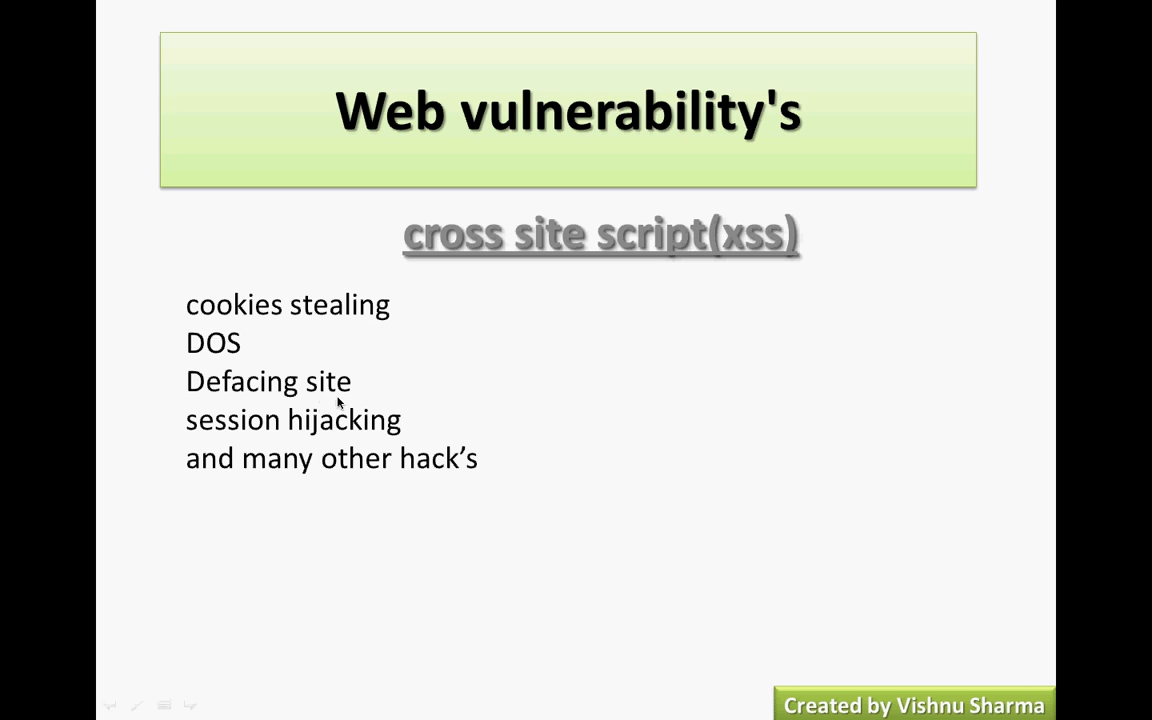 Web vulnerability's
cross site script(xss)
cookies stealing
DOS
Defacing site
session hijacking
and many other hack’s
Created by Vishnu Sharma